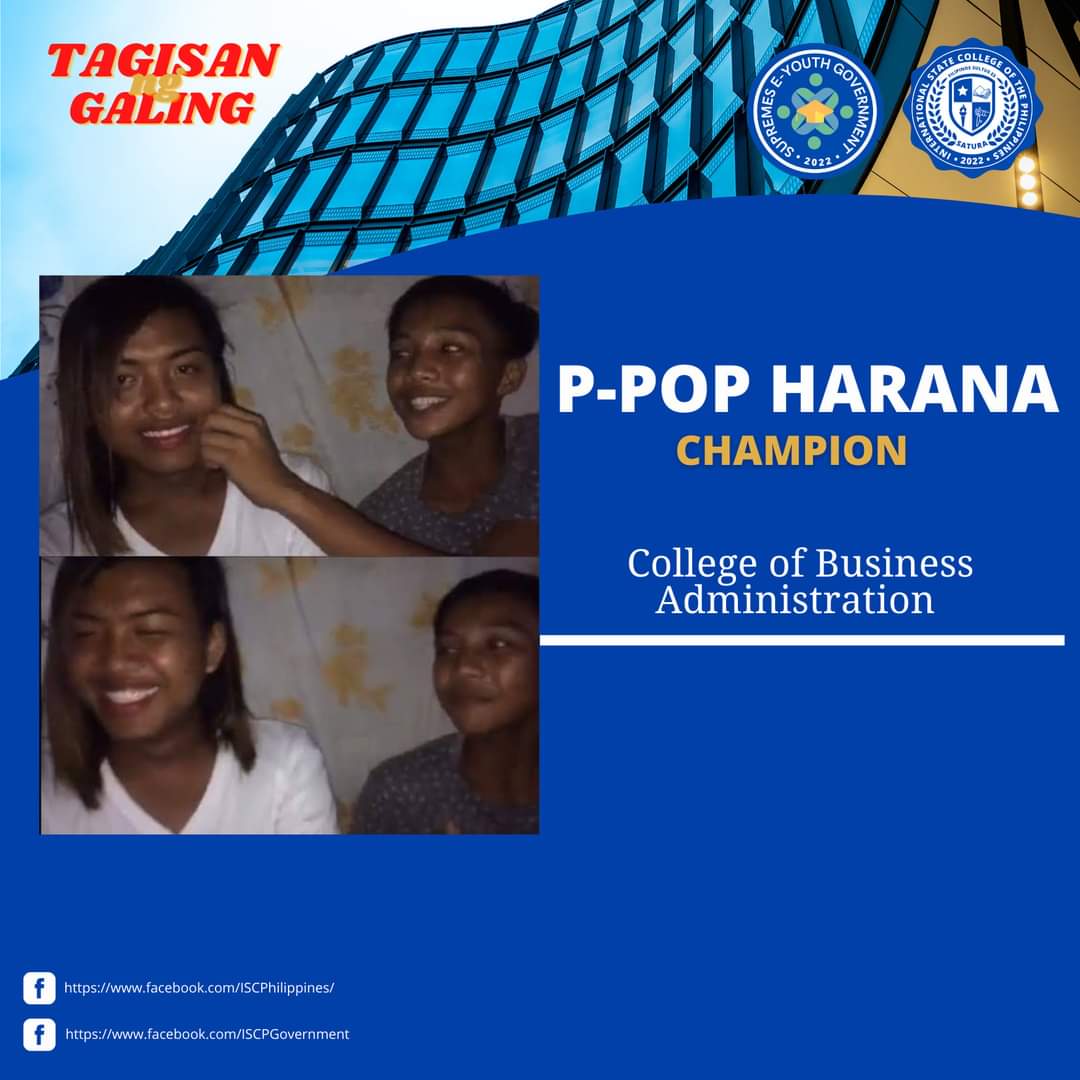 TAGISAN
ng
GALING
SUPREMES E-YOUTH GOVERNMENT
• 2022 •
INTERNATIONAL STATE COLLEGE OF THE PHILIPPINES
SATURA
• 2022 •
P-POP HARANA
CHAMPION
College of Business
Administration
https://www.facebook.com/ISCPhilippines/
https://www.facebook.com/ISCPGovernment